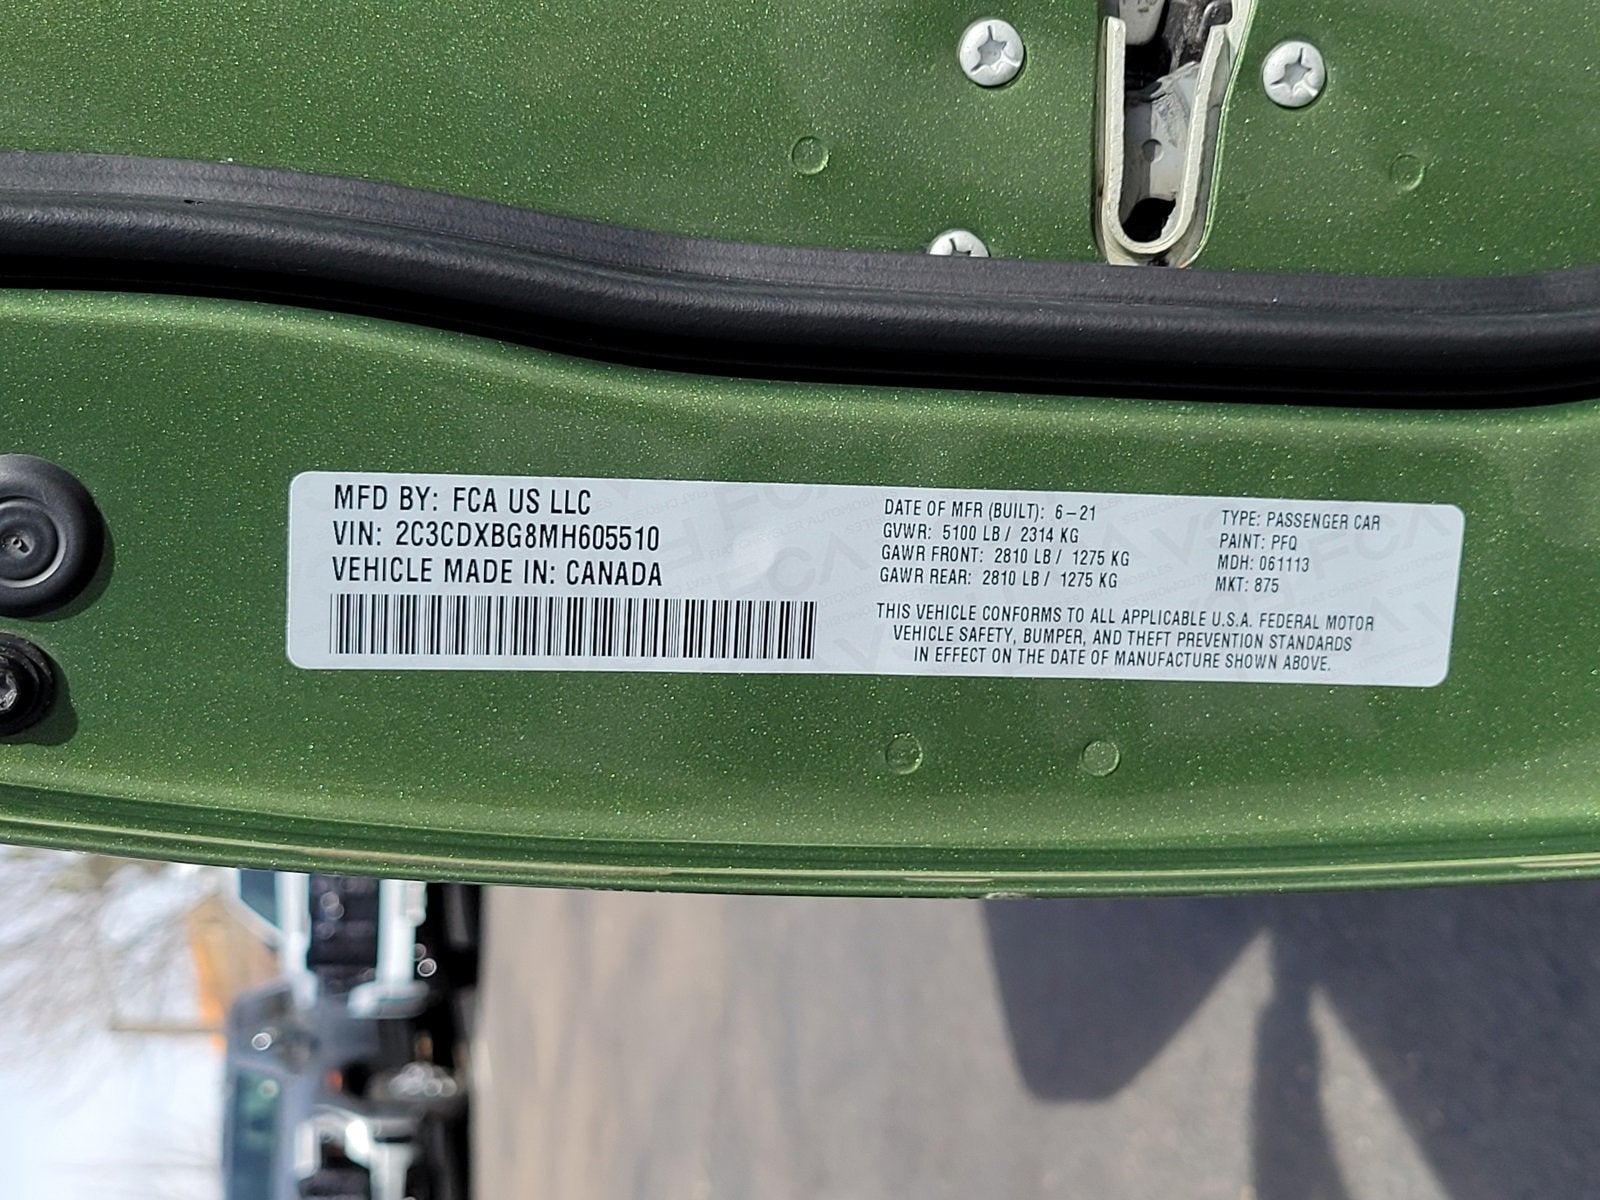 MFD BY: FCA US LLC
VIN: 2C3CDXBG8MH605510
VEHICLE MADE IN: CANADA
DATE OF MFR (BUILT): 6-21
GVWR: 5100 LB / 2314 KG
GAWR FRONT: 2810 LB / 1275 KG
GAWR REAR: 2810 LB / 1275 KG
TYPE: PASSENGER CAR
PAINT: PFQ
MDH: 061113
MKT: 875
THIS VEHICLE CONFORMS TO ALL APPLICABLE U.S.A. FEDERAL MOTOR
VEHICLE SAFETY, BUMPER, AND THEFT PREVENTION STANDARDS
IN EFFECT ON THE DATE OF MANUFACTURE SHOWN ABOVE.